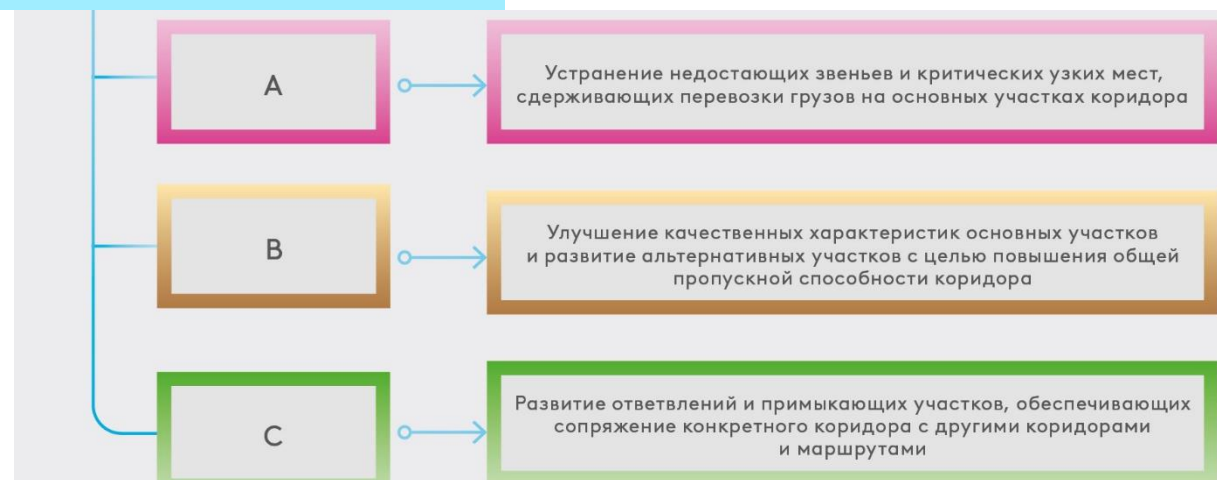 A
Устранение недостающих звеньев и критических узких мест,
сдерживающих перевозки грузов на основных участках коридора
B
Улучшение качественных характеристик основных участков
и развитие альтернативных участков с целью повышения общей
пропускной способности коридора
C
Развитие ответвлений и примыкающих участков, обеспечивающих
сопряжение конкретного коридора с другими коридорами
и маршрутами